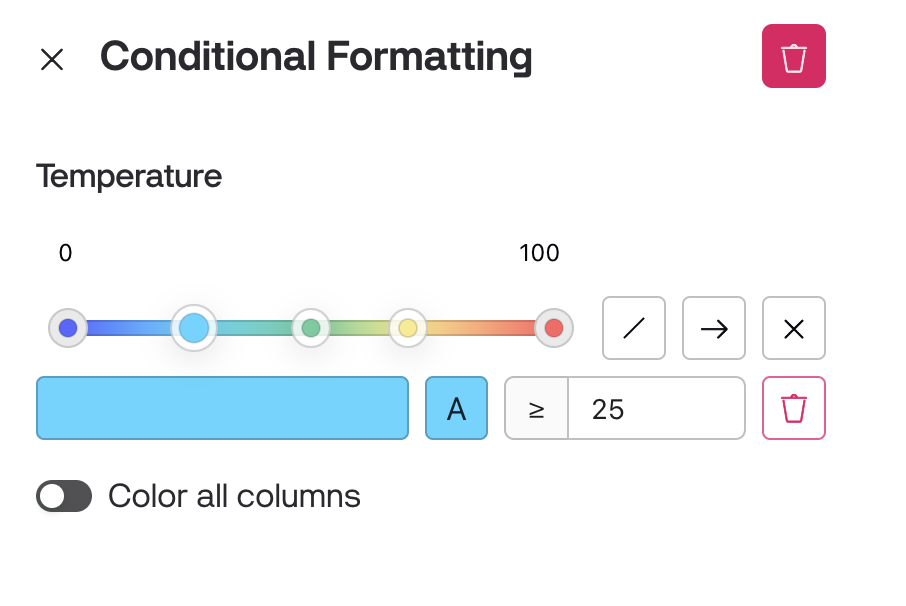 Conditional Formatting
Temperature
0 100
A ≥ 25
Color all columns